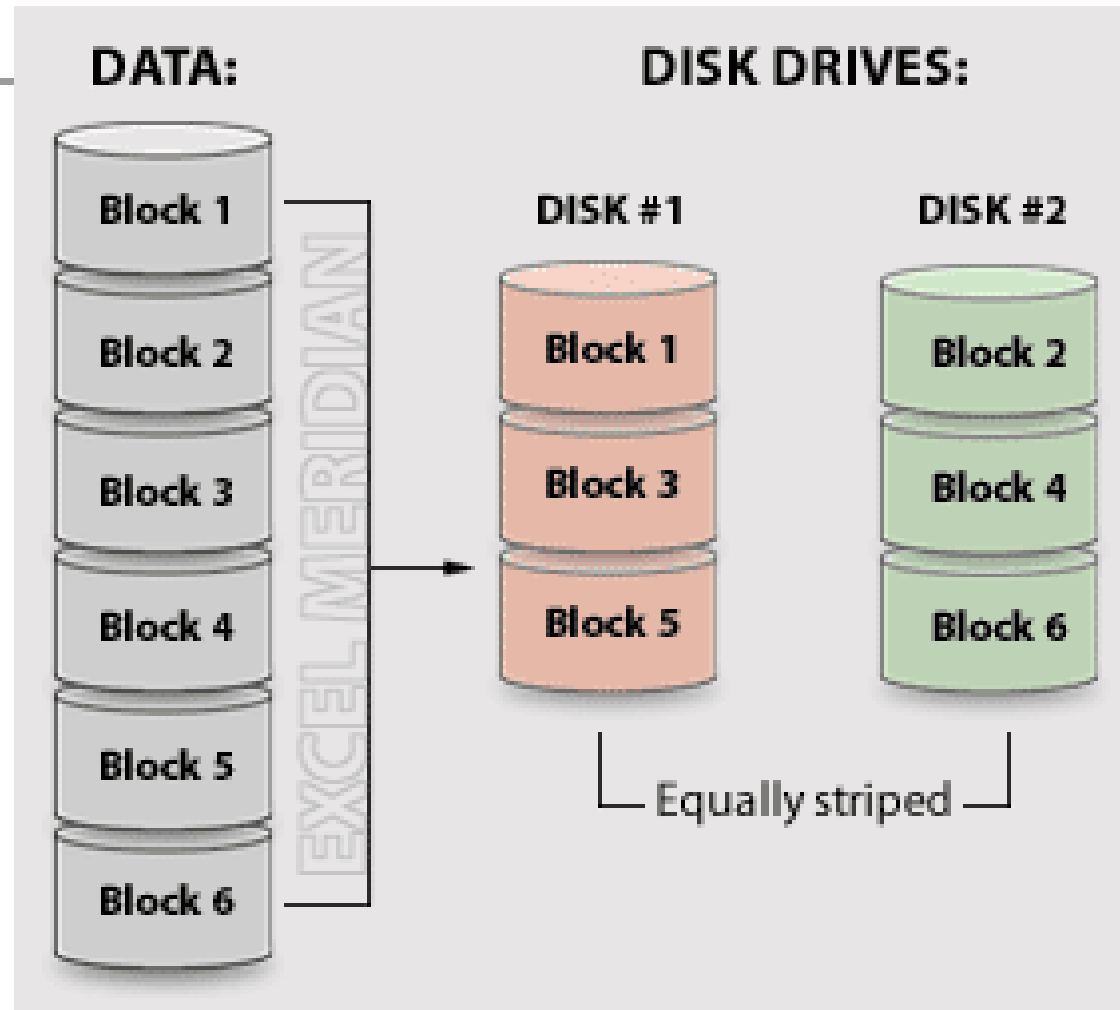 DATA:
Block 1
Block 2
Block 3
Block 4
Block 5
Block 6
EXCEL MERIDIAN
DISK DRIVES:
DISK #1
Block 1
Block 3
Block 5
DISK #2
Block 2
Block 4
Block 6
Equally striped